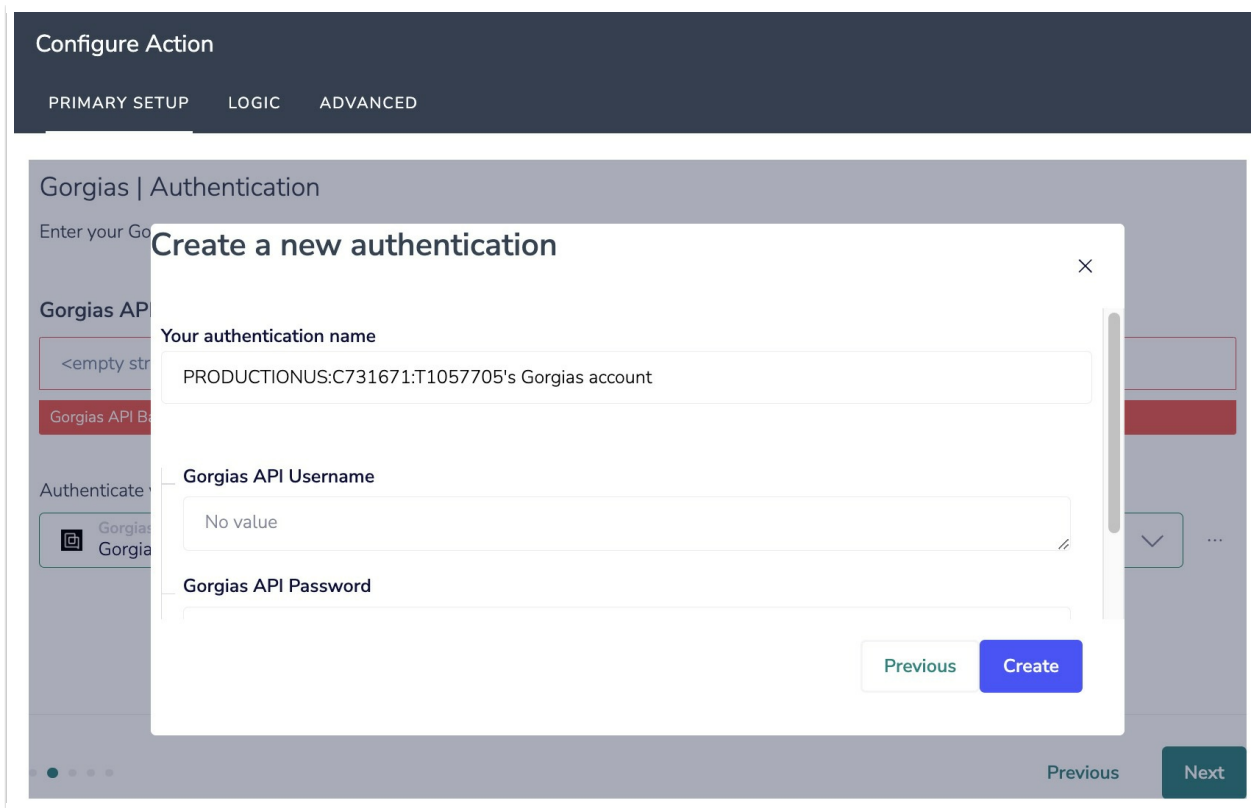 Configure Action
PRIMARY SETUP LOGIC ADVANCED
Gorgias | Authentication
Enter your Go
Create a new authentication
Gorgias AP
Your authentication name
<empty str
PRODUCTIONUS:C731671:T1057705's Gorgias account
Gorgias API B
Gorgias API Username
Authenticate
No value
Gorgias
Gorgia
...
Gorgias API Password
Previous Create
Previous Next